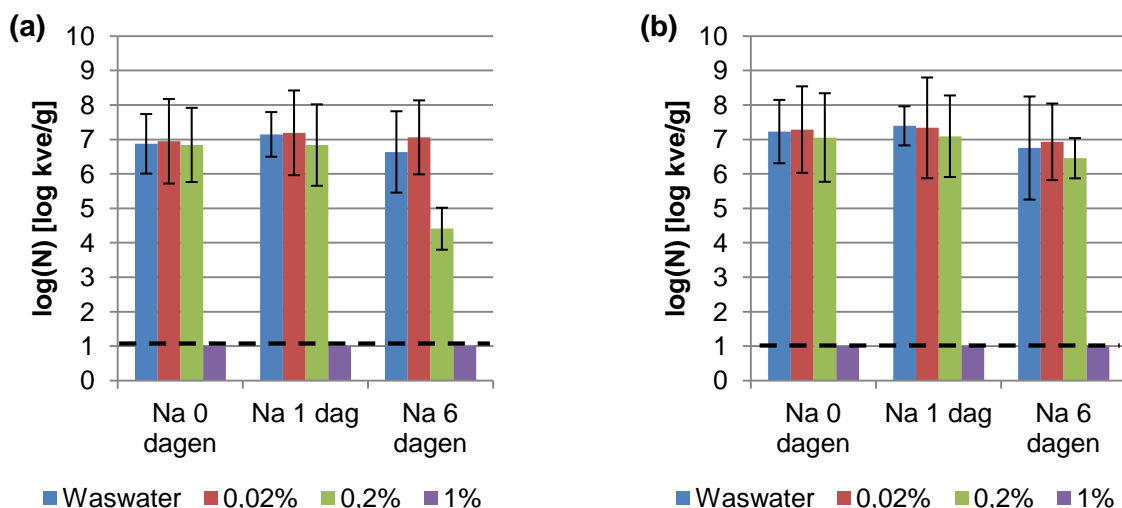 (a)
log(N) [log kve/g]
10
9
8
7
6
5
4
3
2
1
0
Na 0 dagen
Na 1 dag
Na 6 dagen
Waswater 0,02% 0,2% 1%
(b)
log(N) [log kve/g]
10
9
8
7
6
5
4
3
2
1
0
Na 0 dagen
Na 1 dag
Na 6 dagen
Waswater 0,02% 0,2% 1%